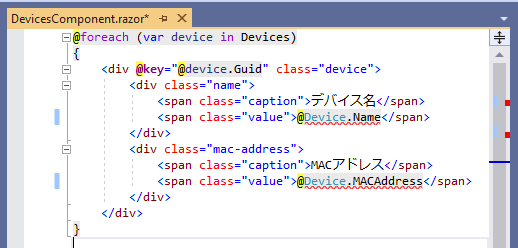 DevicesComponent.razor*
@foreach (var device in Devices)
{
    <div @key="@device.Guid" class="device">
        <div class="name">
            <span class="caption">デバイス名</span>
            <span class="value">@Device.Name</span>
        </div>
        <div class="mac-address">
            <span class="caption">MACアドレス</span>
            <span class="value">@Device.MACAddress</span>
        </div>
    </div>
}